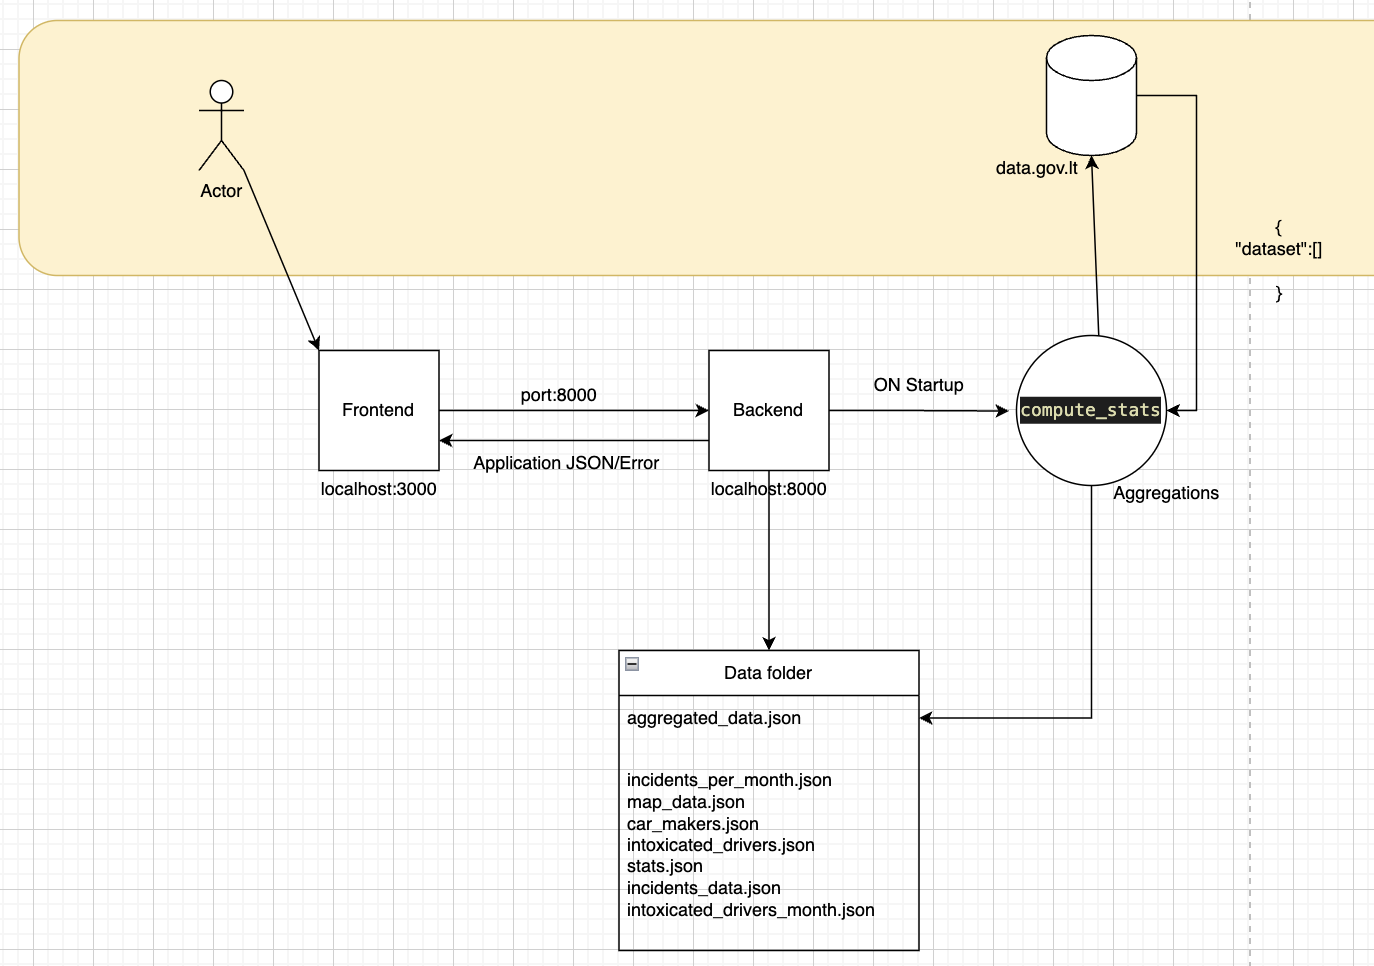 Actor
data.gov.lt
{
"dataset":[]
}
Frontend
port:8000
Backend
ON Startup
compute_stats
Application JSON/Error
localhost:3000
localhost:8000
Aggregations
Data folder
aggregated_data.json
incidents_per_month.json
map_data.json
car_makers.json
intoxicated_drivers.json
stats.json
incidents_data.json
intoxicated_drivers_month.json